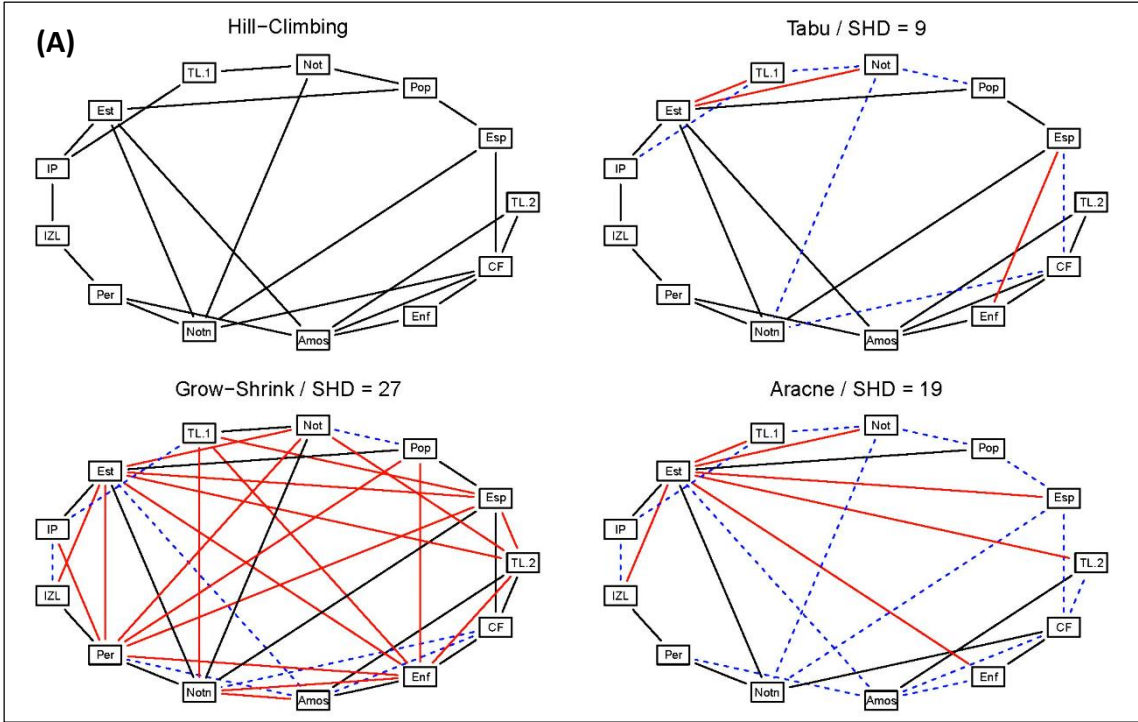 (A)
Hill−Climbing
TL.1
Not
Pop
Est
Esp
IP
TL.2
IZL
CF
Per
Enf
Notn
Amos
Tabu / SHD = 9
TL.1
Not
Pop
Est
Esp
IP
TL.2
IZL
CF
Per
Enf
Notn
Amos
Grow−Shrink / SHD = 27
TL.1
Not
Pop
Est
Esp
IP
TL.2
IZL
CF
Per
Enf
Notn
Amos
Aracne / SHD = 19
TL.1
Not
Pop
Est
Esp
IP
TL.2
IZL
CF
Per
Enf
Notn
Amos